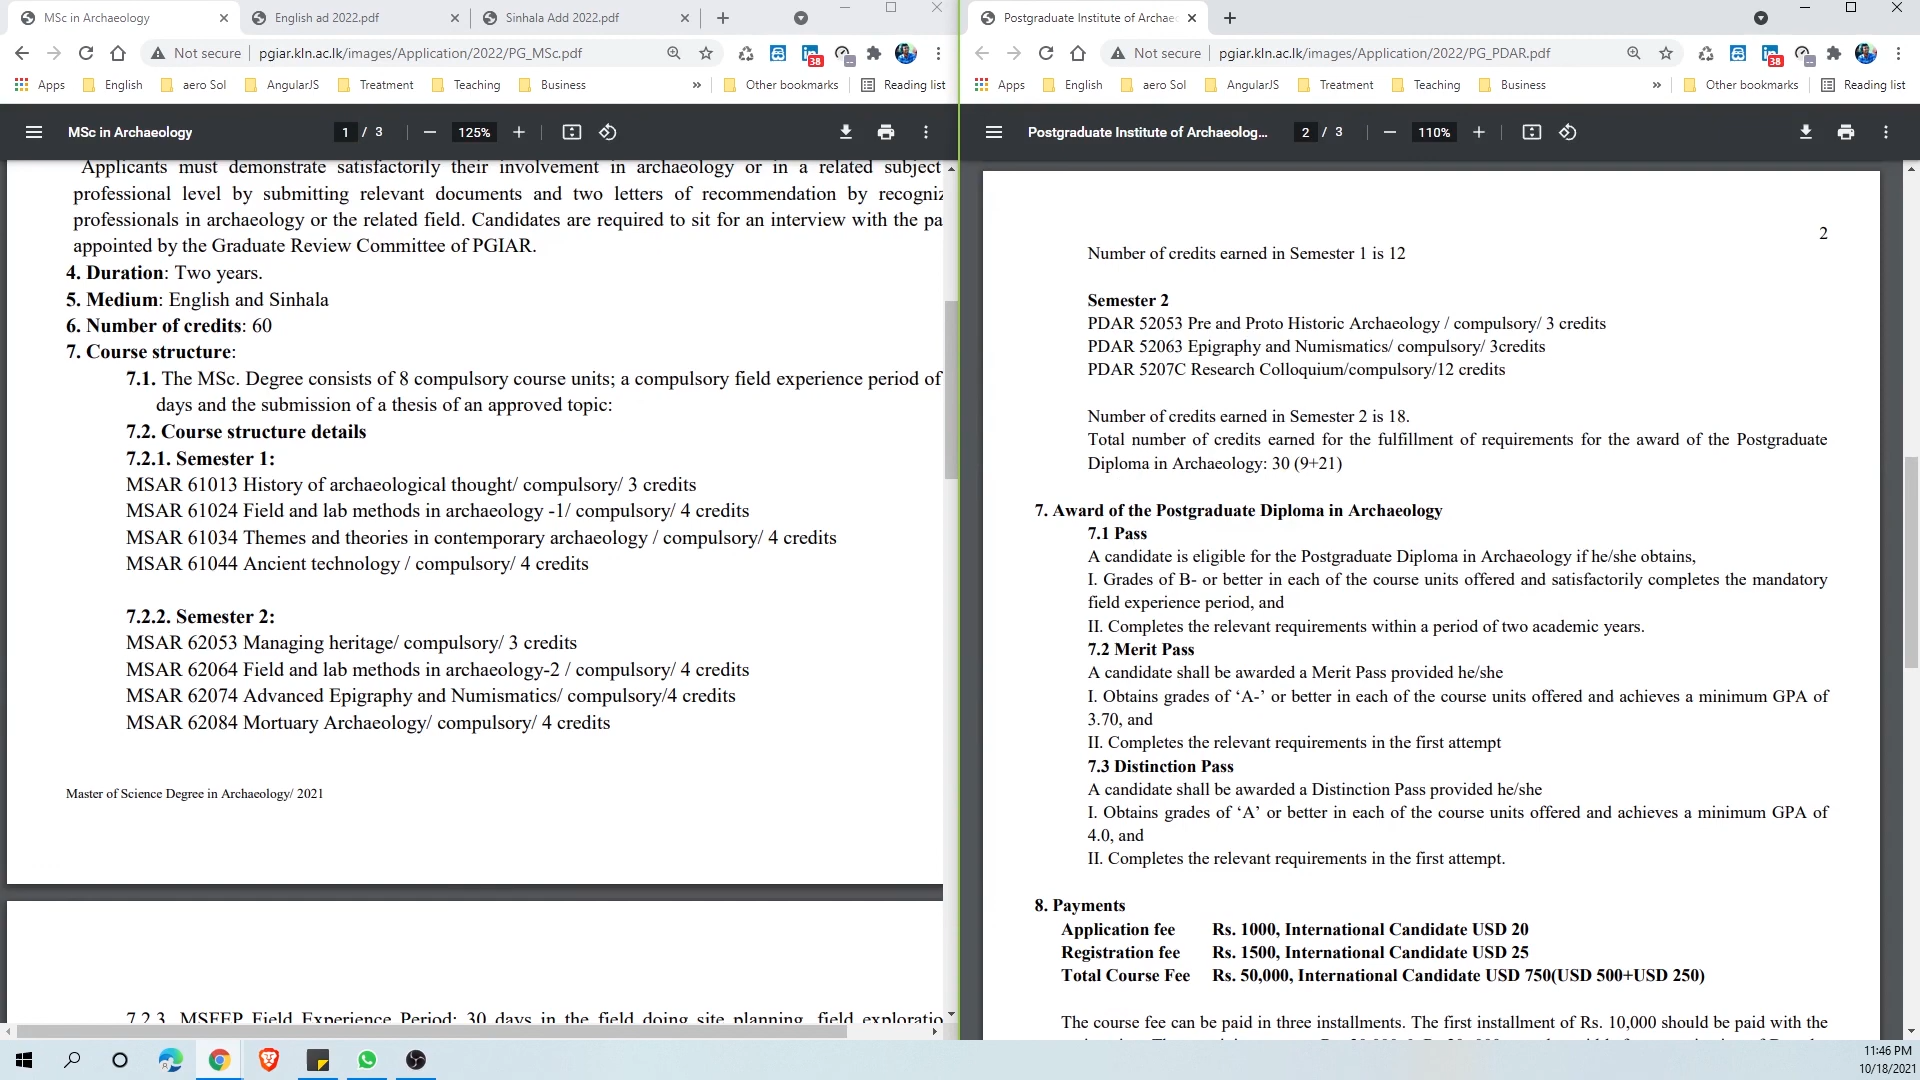 MSc in Archaeology
English ad 2022.pdf
Sinhala Add 2022.pdf
Not secure
pgiar.kln.ac.lk/images/Application/2022/PG_MSc.pdf
38
Apps
English
aero Sol
AngularJS
Treatment
Teaching
Business
»
Other bookmarks
Reading list
MSc in Archaeology
1 / 3
125%
Applicants must demonstrate satisfactorily their involvement in archaeology or in a related subject
professional level by submitting relevant documents and two letters of recommendation by recogniz
professionals in archaeology or the related field. Candidates are required to sit for an interview with the pa
appointed by the Graduate Review Committee of PGIAR.
4. Duration: Two years.
5. Medium: English and Sinhala
6. Number of credits: 60
7. Course structure:
7.1. The MSc. Degree consists of 8 compulsory course units; a compulsory field experience period of
days and the submission of a thesis of an approved topic:
7.2. Course structure details
7.2.1. Semester 1:
MSAR 61013 History of archaeological thought/ compulsory/ 3 credits
MSAR 61024 Field and lab methods in archaeology -1/ compulsory/ 4 credits
MSAR 61034 Themes and theories in contemporary archaeology / compulsory/ 4 credits
MSAR 61044 Ancient technology / compulsory/ 4 credits
7.2.2. Semester 2:
MSAR 62053 Managing heritage/ compulsory/ 3 credits
MSAR 62064 Field and lab methods in archaeology-2 / compulsory/ 4 credits
MSAR 62074 Advanced Epigraphy and Numismatics/ compulsory/4 credits
MSAR 62084 Mortuary Archaeology/ compulsory/ 4 credits
Master of Science Degree in Archaeology/ 2021
7.2.3. MSFEP Field Experience Period: 30 days in the field doing site planning, field exploratio
Postgraduate Institute of Archae
Not secure
pgiar.kln.ac.lk/images/Application/2022/PG_PDAR.pdf
38
Apps
English
aero Sol
AngularJS
Treatment
Teaching
Business
»
Other bookmarks
Reading list
Postgraduate Institute of Archaeolog...
2 / 3
110%
2
Number of credits earned in Semester 1 is 12
Semester 2
PDAR 52053 Pre and Proto Historic Archaeology / compulsory/ 3 credits
PDAR 52063 Epigraphy and Numismatics/ compulsory/ 3credits
PDAR 5207C Research Colloquium/compulsory/12 credits
Number of credits earned in Semester 2 is 18.
Total number of credits earned for the fulfillment of requirements for the award of the Postgraduate
Diploma in Archaeology: 30 (9+21)
7. Award of the Postgraduate Diploma in Archaeology
7.1 Pass
A candidate is eligible for the Postgraduate Diploma in Archaeology if he/she obtains,
I. Grades of B- or better in each of the course units offered and satisfactorily completes the mandatory
field experience period, and
II. Completes the relevant requirements within a period of two academic years.
7.2 Merit Pass
A candidate shall be awarded a Merit Pass provided he/she
I. Obtains grades of ‘A-’ or better in each of the course units offered and achieves a minimum GPA of
3.70, and
II. Completes the relevant requirements in the first attempt
7.3 Distinction Pass
A candidate shall be awarded a Distinction Pass provided he/she
I. Obtains grades of ‘A’ or better in each of the course units offered and achieves a minimum GPA of
4.0, and
II. Completes the relevant requirements in the first attempt.
8. Payments
Application fee Rs. 1000, International Candidate USD 20
Registration fee Rs. 1500, International Candidate USD 25
Total Course Fee Rs. 50,000, International Candidate USD 750(USD 500+USD 250)
The course fee can be paid in three installments. The first installment of Rs. 10,000 should be paid with the
11:46 PM
10/18/2021